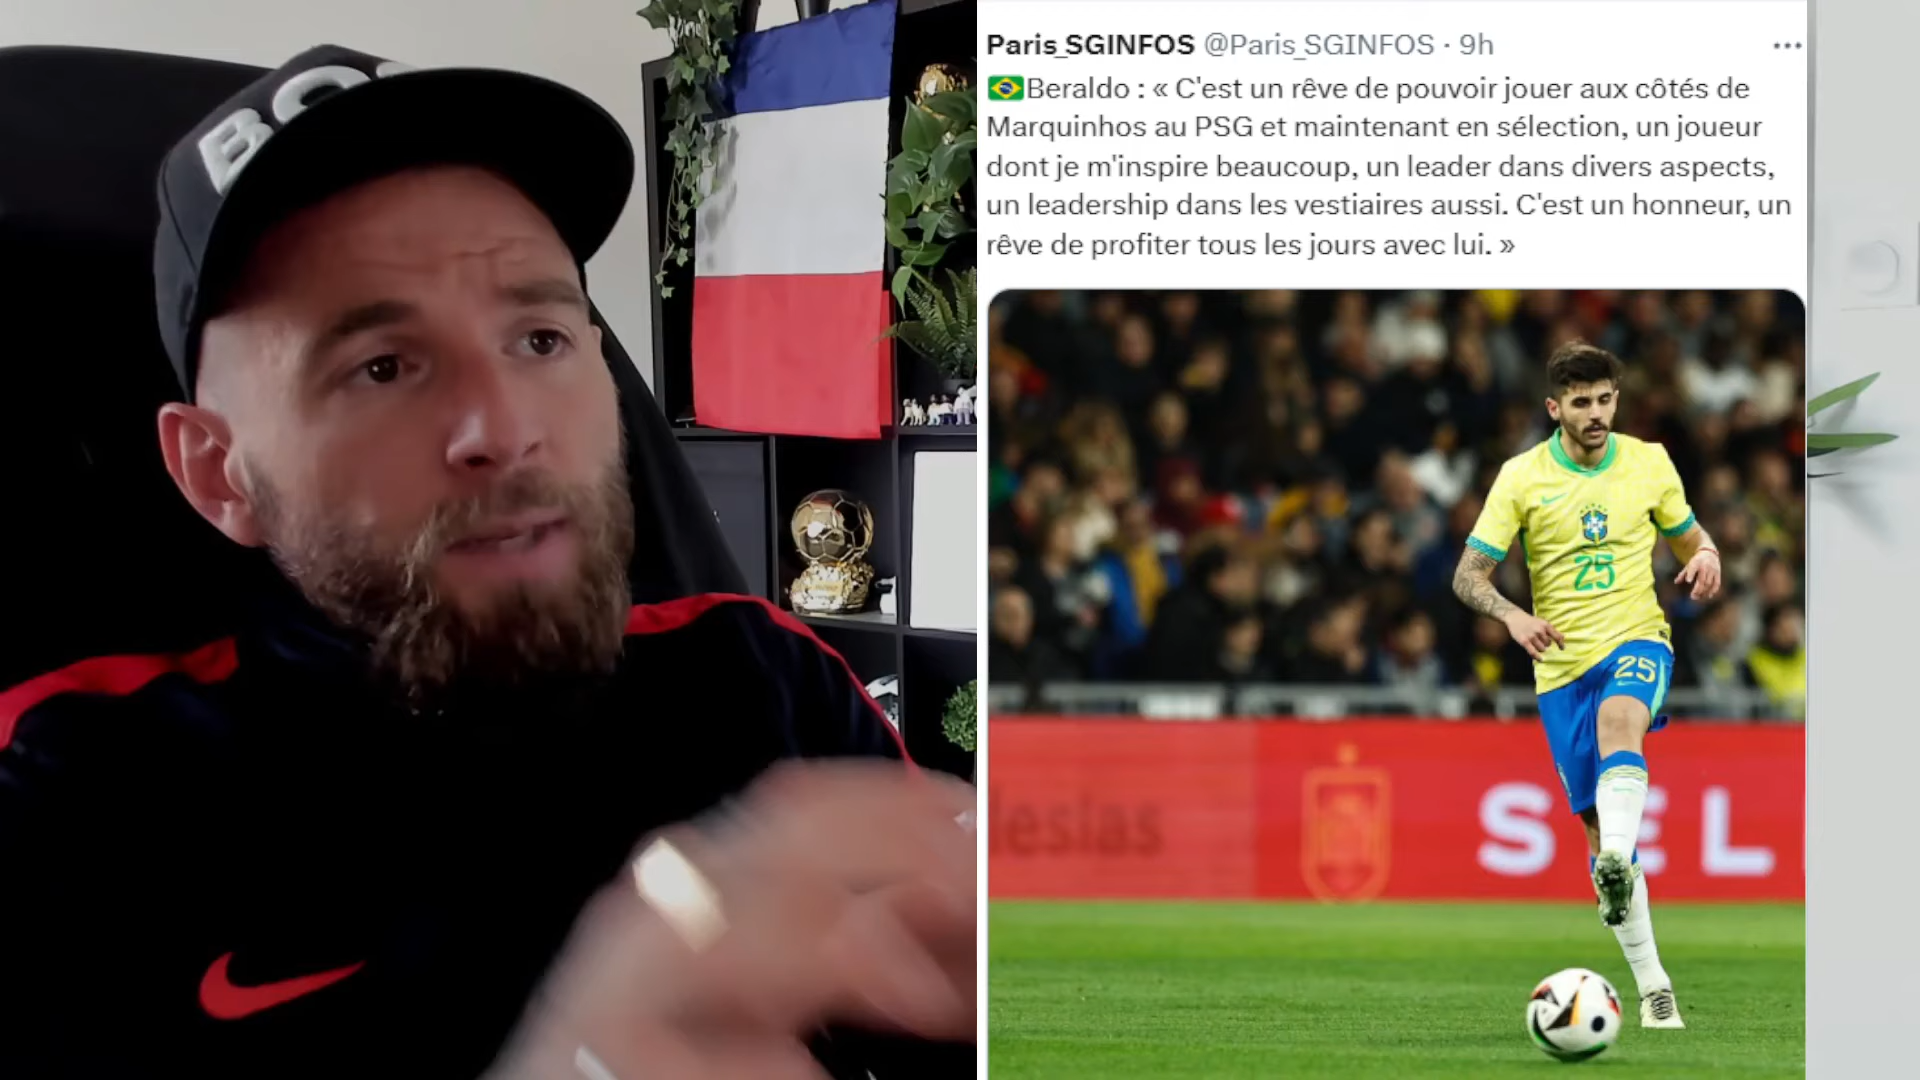 BO
Paris_SGINFOS @Paris_SGINFOS · 9h
Beraldo : « C'est un rêve de pouvoir jouer aux côtés de
Marquinhos au PSG et maintenant en sélection, un joueur
dont je m'inspire beaucoup, un leader dans divers aspects,
un leadership dans les vestiaires aussi. C'est un honneur, un
rêve de profiter tous les jours avec lui. »
25
25
lesias
SEL